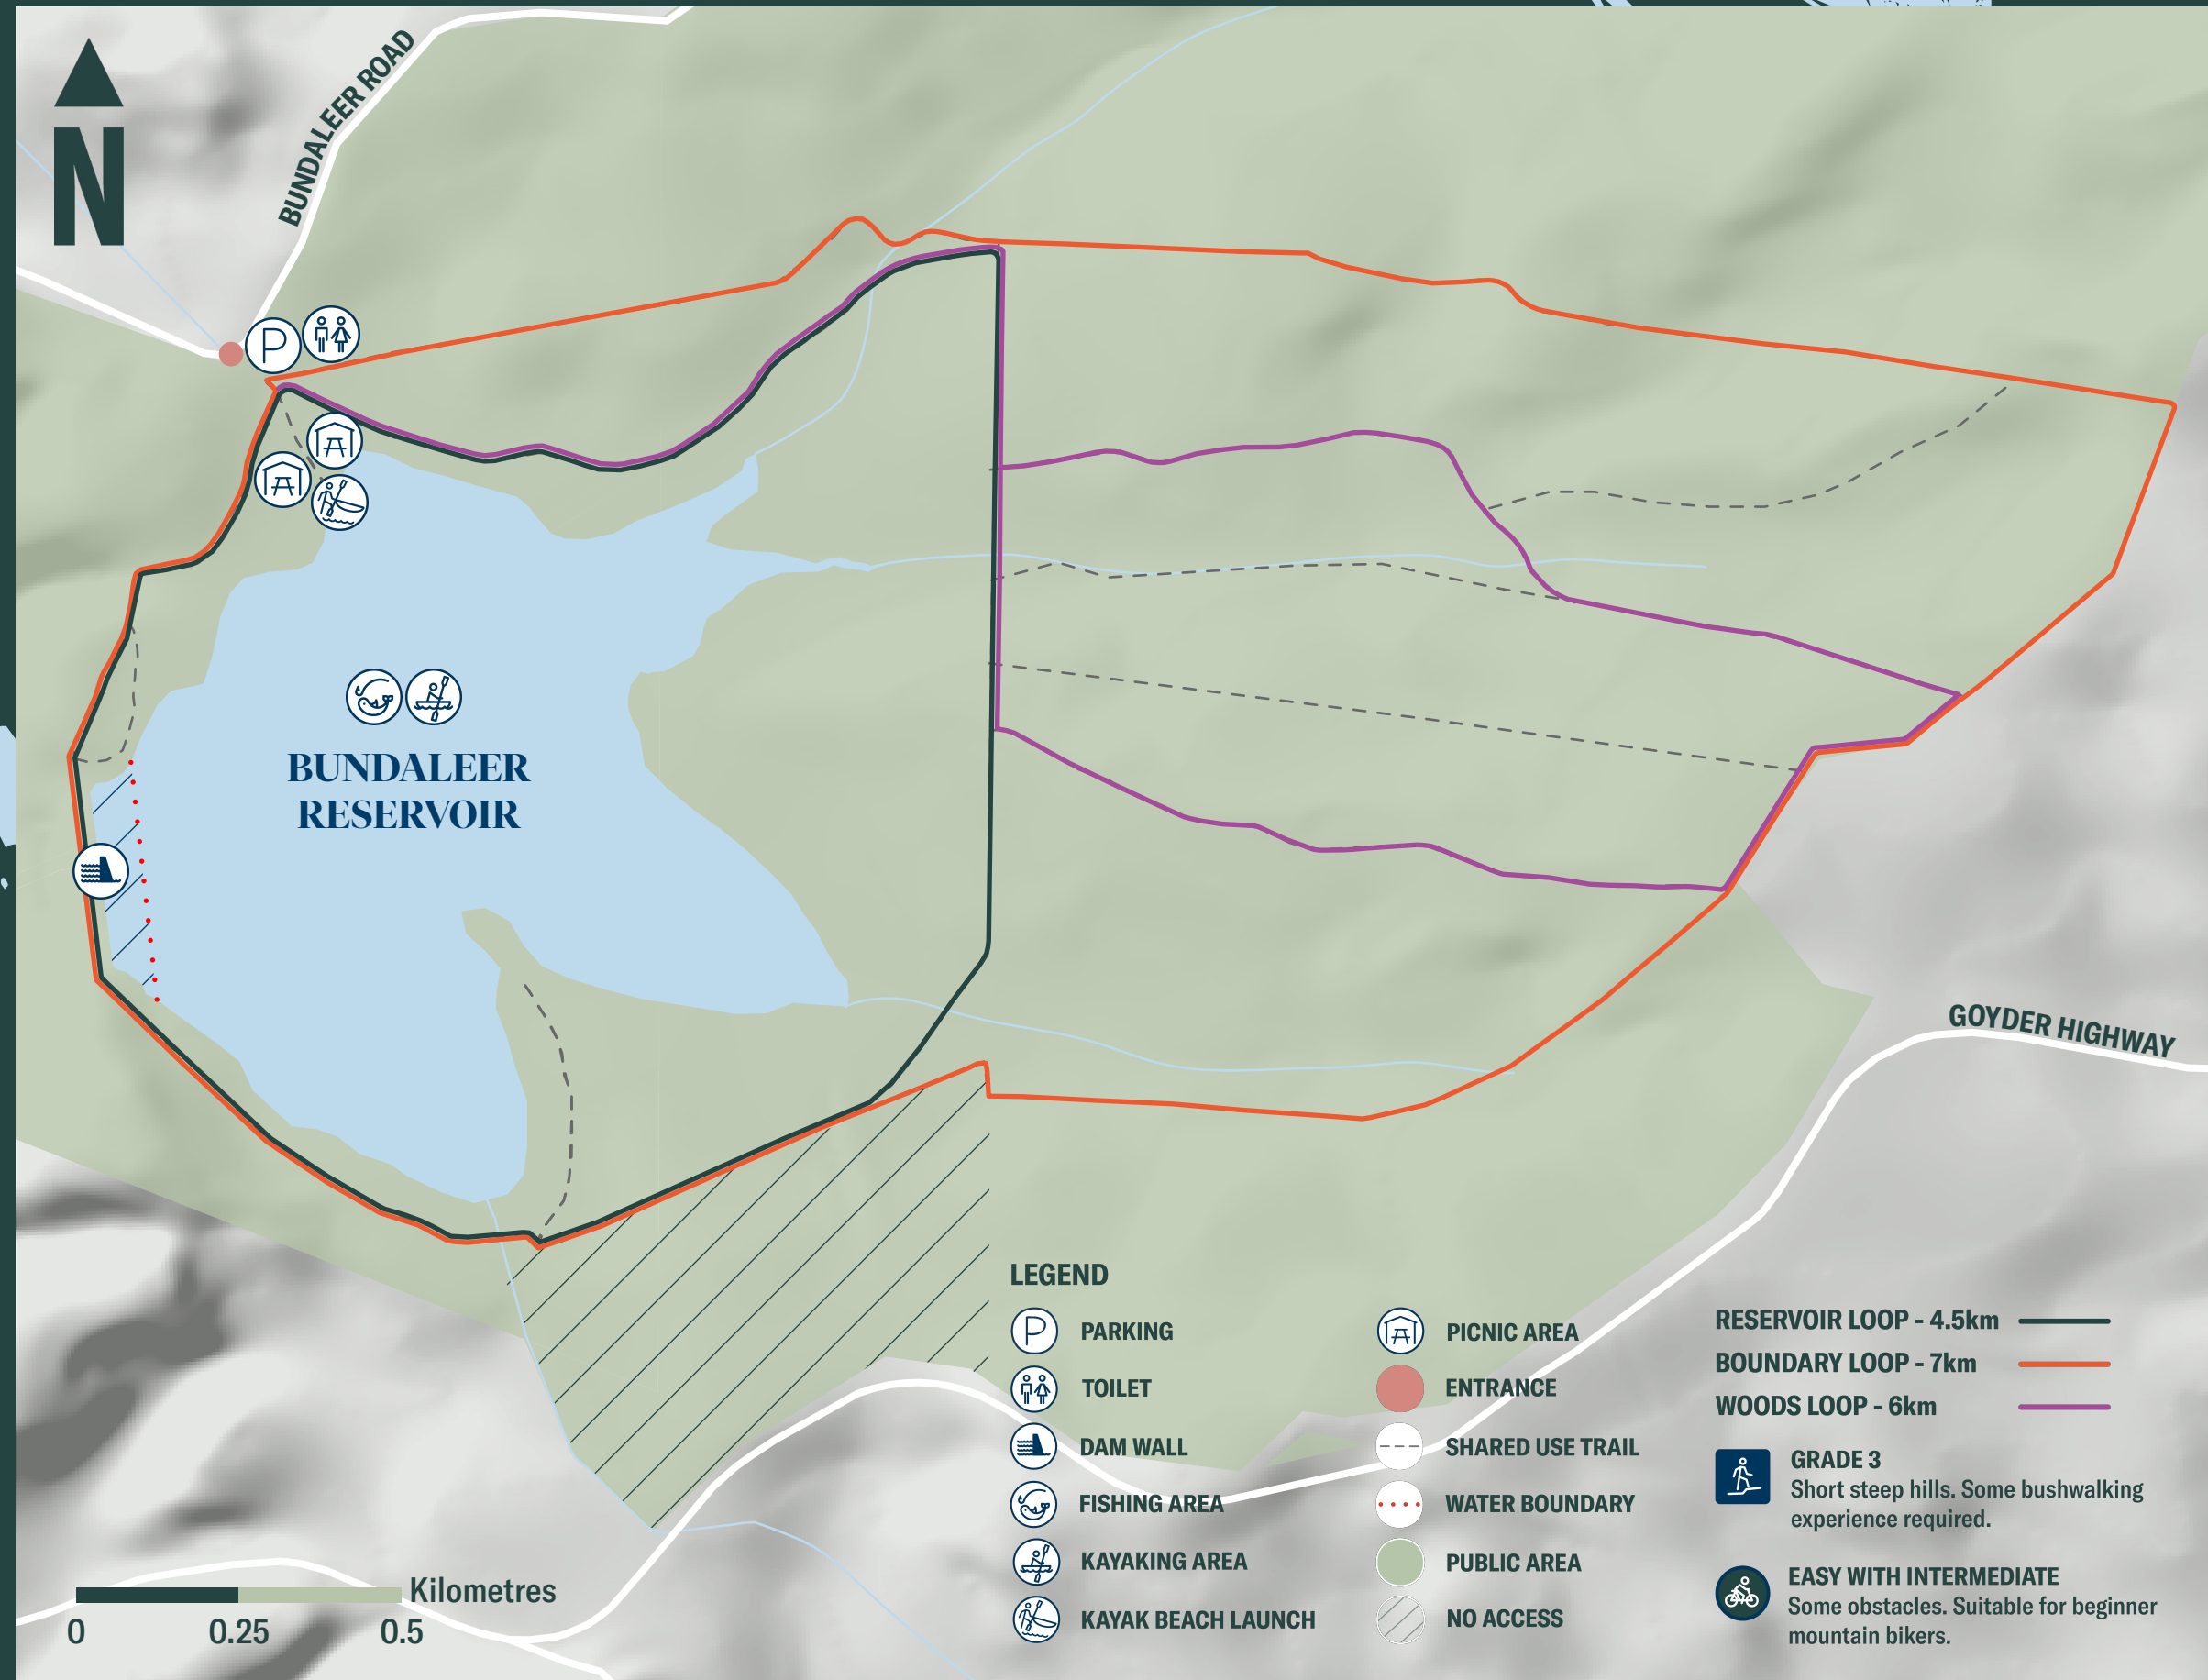 N
BUNDALEER ROAD
P
BUNDALEER
RESERVOIR
GOYDER HIGHWAY
LEGEND
P PARKING
TOILET
DAM WALL
FISHING AREA
KAYAKING AREA
KAYAK BEACH LAUNCH
PICNIC AREA
ENTRANCE
SHARED USE TRAIL
WATER BOUNDARY
PUBLIC AREA
NO ACCESS
RESERVOIR LOOP - 4.5km
BOUNDARY LOOP - 7km
WOODS LOOP - 6km
GRADE 3
Short steep hills. Some bushwalking
experience required.
EASY WITH INTERMEDIATE
Some obstacles. Suitable for beginner
mountain bikers.
Kilometres
0 0.25 0.5